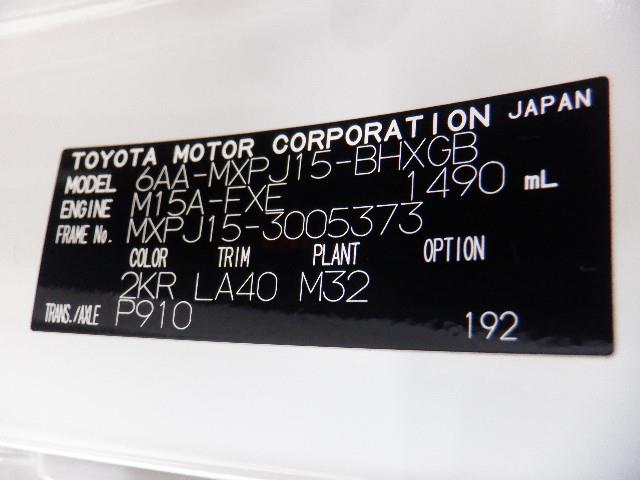 TOYOTA MOTOR CORPORATION JAPAN
MODEL 6AA-MXPJ15-BHXGB
ENGINE M15A-FXE 1490 mL
FRAME No. MXPJ15-3005373
COLOR TRIM PLANT OPTION
2KR LA40 M32
TRANS./AXLE P910 192